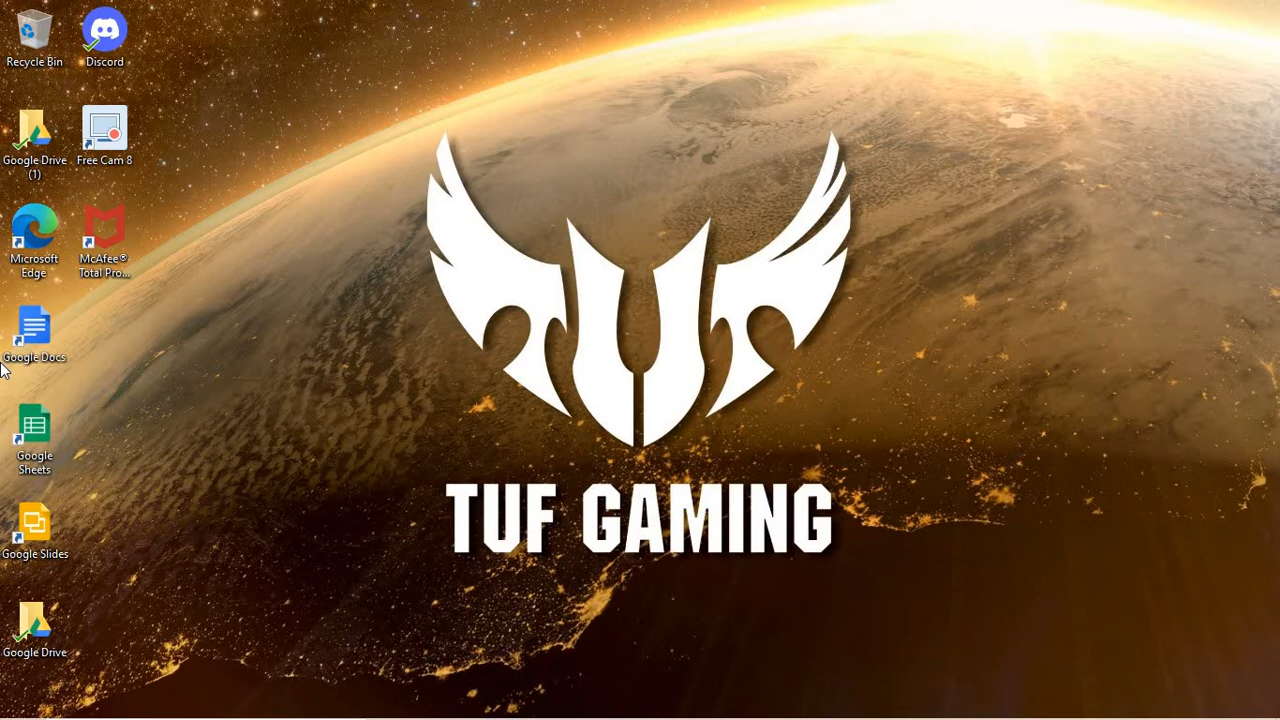 Recycle Bin
Discord
Google Drive
(1)
Free Cam 8
Microsoft
Edge
McAfee®
Total Pro...
Google Docs
Google
Sheets
Google Slides
Google Drive
TUF GAMING